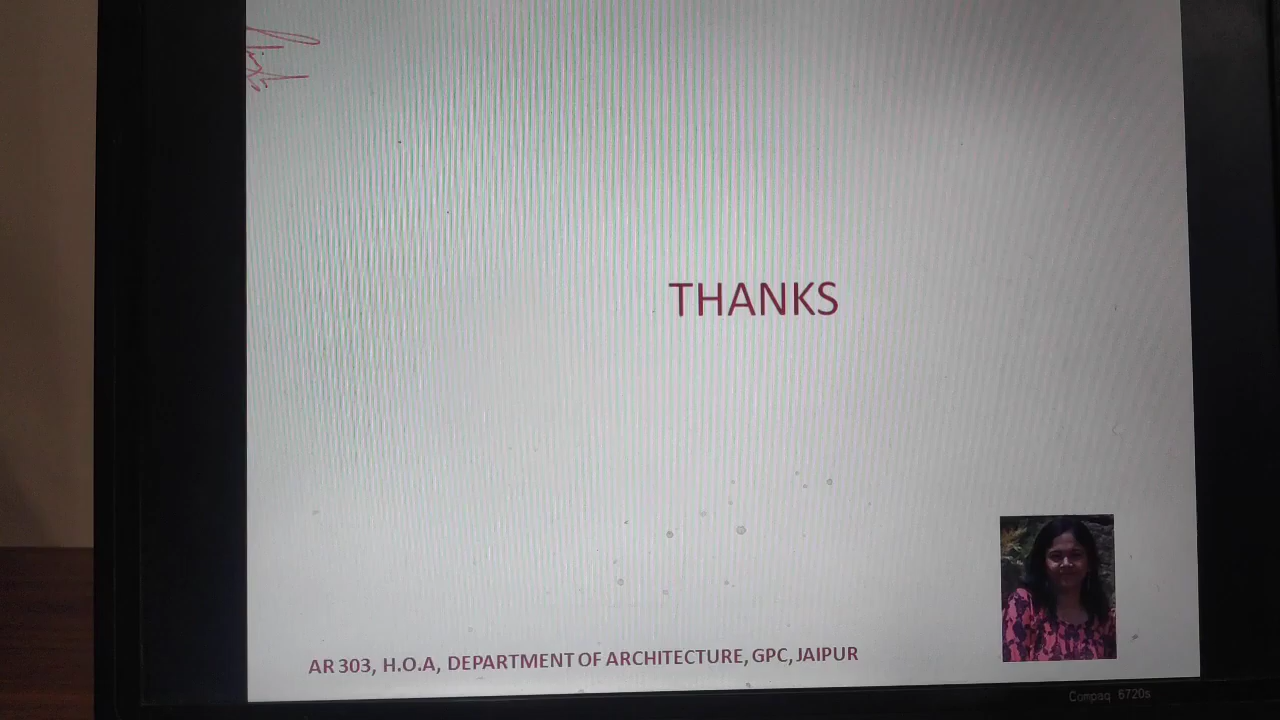 THANKS
AR 303, H.O.A, DEPARTMENT OF ARCHITECTURE, GPC, JAIPUR
Compaq 6720s